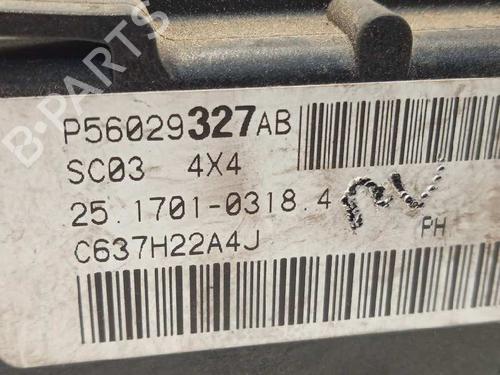 B-PARTS
P56029327AB
SC03 4X4
25.1701-0318.4
C637H22A4J
PH